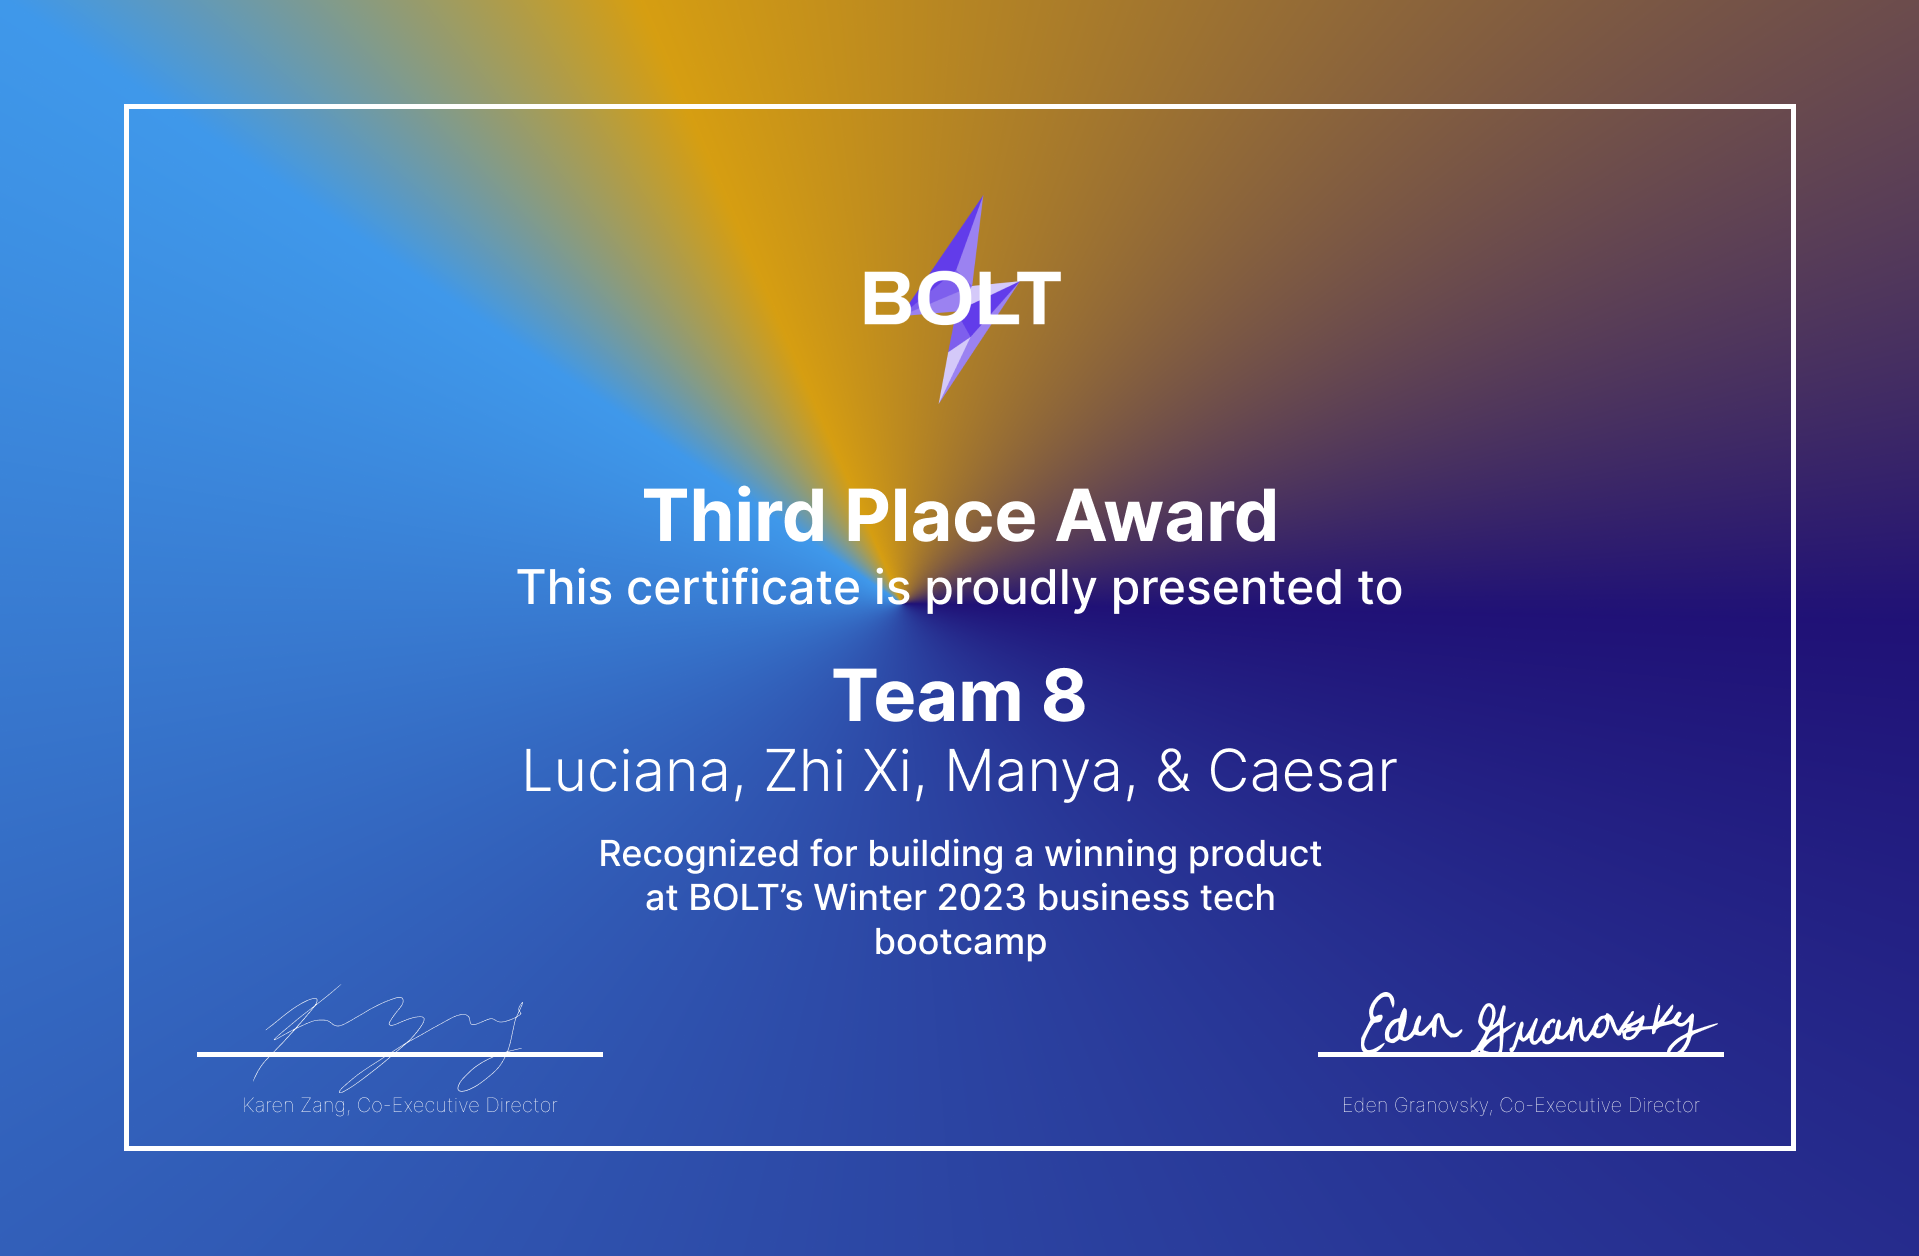 BOLT
Third Place Award
This certificate is proudly presented to
Team 8
Luciana, Zhi Xi, Manya, & Caesar
Recognized for building a winning product
at BOLT’s Winter 2023 business tech
bootcamp
Eden Granovsky
Karen Zang, Co-Executive Director
Eden Granovsky, Co-Executive Director